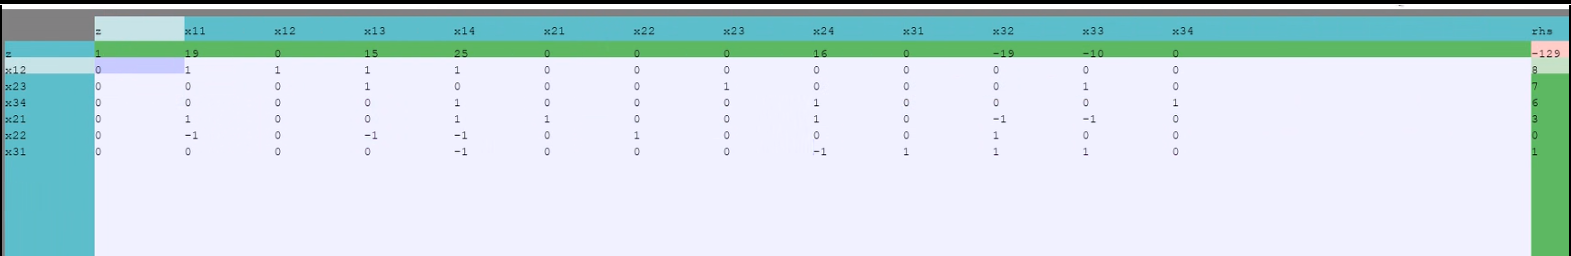 z x11 x12 x13 x14 x21 x22 x23 x24 x31 x32 x33 x34 rhs
z 1 19 0 15 25 0 0 0 16 0 -19 -10 0 -129
x12 0 1 1 1 1 0 0 0 0 0 0 0 0 8
x23 0 0 0 1 0 0 0 1 0 0 0 1 0 7
x34 0 0 0 0 1 0 0 0 1 0 0 0 1 6
x21 0 1 0 0 1 1 0 0 1 0 -1 -1 0 3
x22 0 -1 0 -1 -1 0 1 0 0 0 1 0 0 0
x31 0 0 0 0 -1 0 0 0 -1 1 1 1 0 1